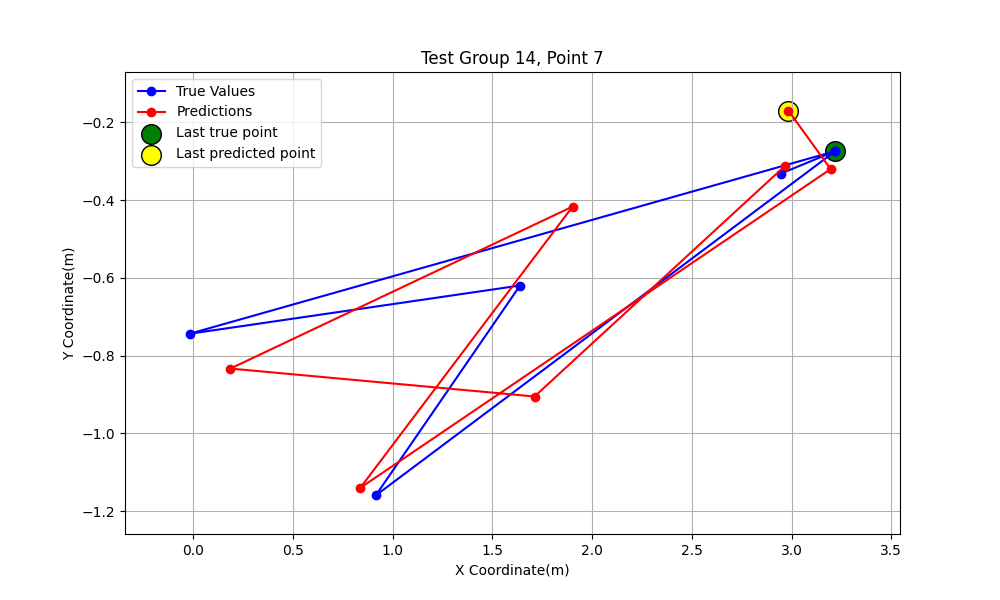 Test Group 14, Point 7
True Values
Predictions
Last true point
Last predicted point
Y Coordinate(m)
−0.2
−0.4
−0.6
−0.8
−1.0
−1.2
0.0 0.5 1.0 1.5 2.0 2.5 3.0 3.5
X Coordinate(m)